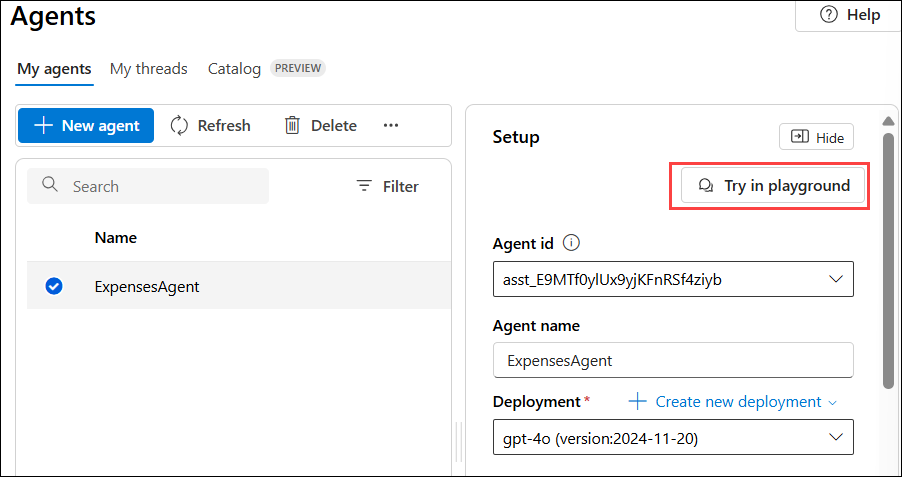 Agents
Help
My agents My threads Catalog PREVIEW
New agent Refresh Delete ...
Search Filter
Name
ExpensesAgent
Setup Hide
Try in playground
Agent id
asst_E9MTf0ylUx9yjKFnRSf4ziyb
Agent name
ExpensesAgent
Deployment * Create new deployment
gpt-4o (version:2024-11-20)